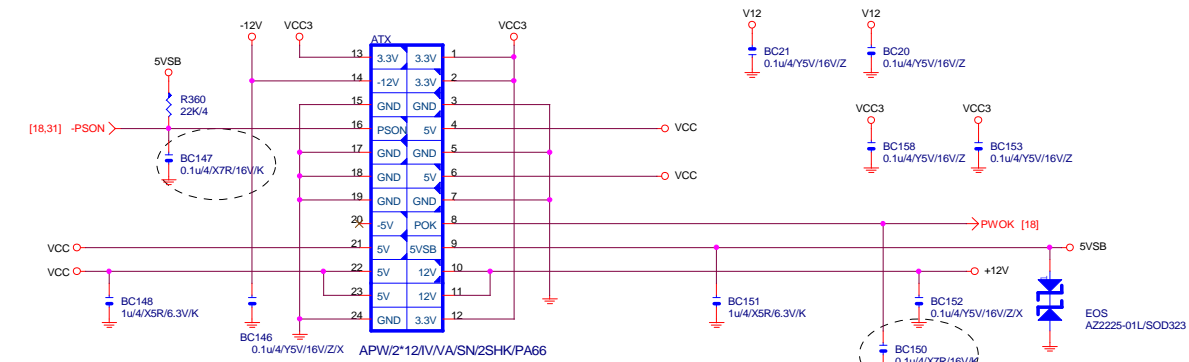 -12V
VCC3
ATX
VCC3
V12
V12
BC21
0.1u/4/Y5V/16V/Z
BC20
0.1u/4/Y5V/16V/Z
5VSB
R360
22K/4
[18,31] -PSON
BC147
0.1u/4/X7R/16V/K
13 3.3V 3.3V 1
14 -12V 3.3V 2
15 GND GND 3
16 PSON 5V 4
17 GND GND 5
18 GND 5V 6
19 GND GND 7
20 -5V POK 8
21 5V 5VSB 9
22 5V 12V 10
23 5V 12V 11
24 GND 3.3V 12
VCC
VCC
VCC3
VCC3
BC158
0.1u/4/Y5V/16V/Z
BC153
0.1u/4/Y5V/16V/Z
PWOK [18]
VCC
5VSB
VCC
+12V
BC148
1u/4/X5R/6.3V/K
BC146
0.1u/4/Y5V/16V/Z/X
APW/2*12/IV/VA/SN/2SHK/PA66
BC151
1u/4/X5R/6.3V/K
BC152
0.1u/4/Y5V/16V/Z/X
EOS
AZ2225-01L/SOD323
BC150
0.1u/4/X7R/16V/K